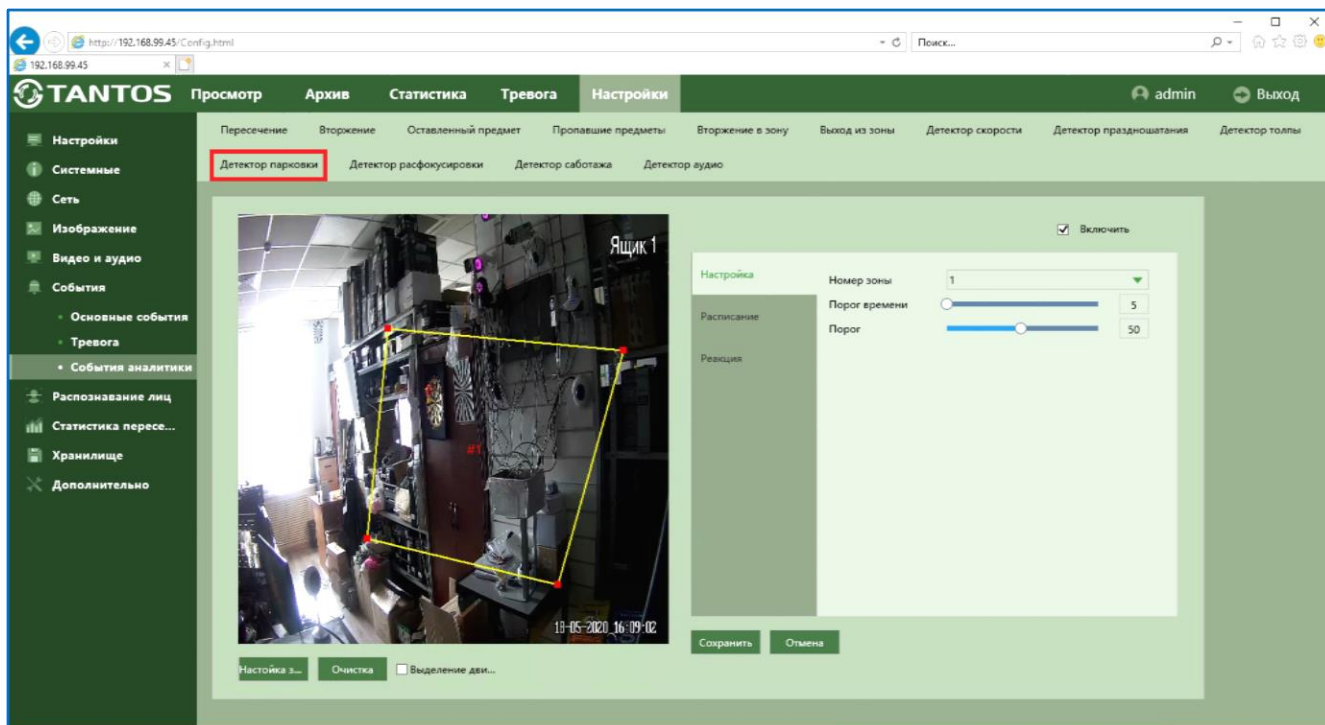 http://192.168.99.45/Config.html
Поиск...
192.168.99.45
TANTOS Просмотр Архив Статистика Тревога Настройки admin Выход
Пересечение Вторжение Оставленный предмет Пропавшие предметы Вторжение в зону Выход из зоны Детектор скорости Детектор праздношатания Детектор толпы
Детектор парковки Детектор расфокусировки Детектор саботажа Детектор аудио
Настройки
Системные
Сеть
Изображение
Видео и аудио
События
Основные события
Тревога
События аналитики
Распознавание лиц
Статистика пересе...
Хранилище
Дополнительно
Ящик 1
#1
18-05-2020 16:09:02
Настойка з... Очистка Выделение дви...
Включить
Настройка
Расписание
Реакция
Номер зоны 1
Порог времени 5
Порог 50
Сохранить Отмена